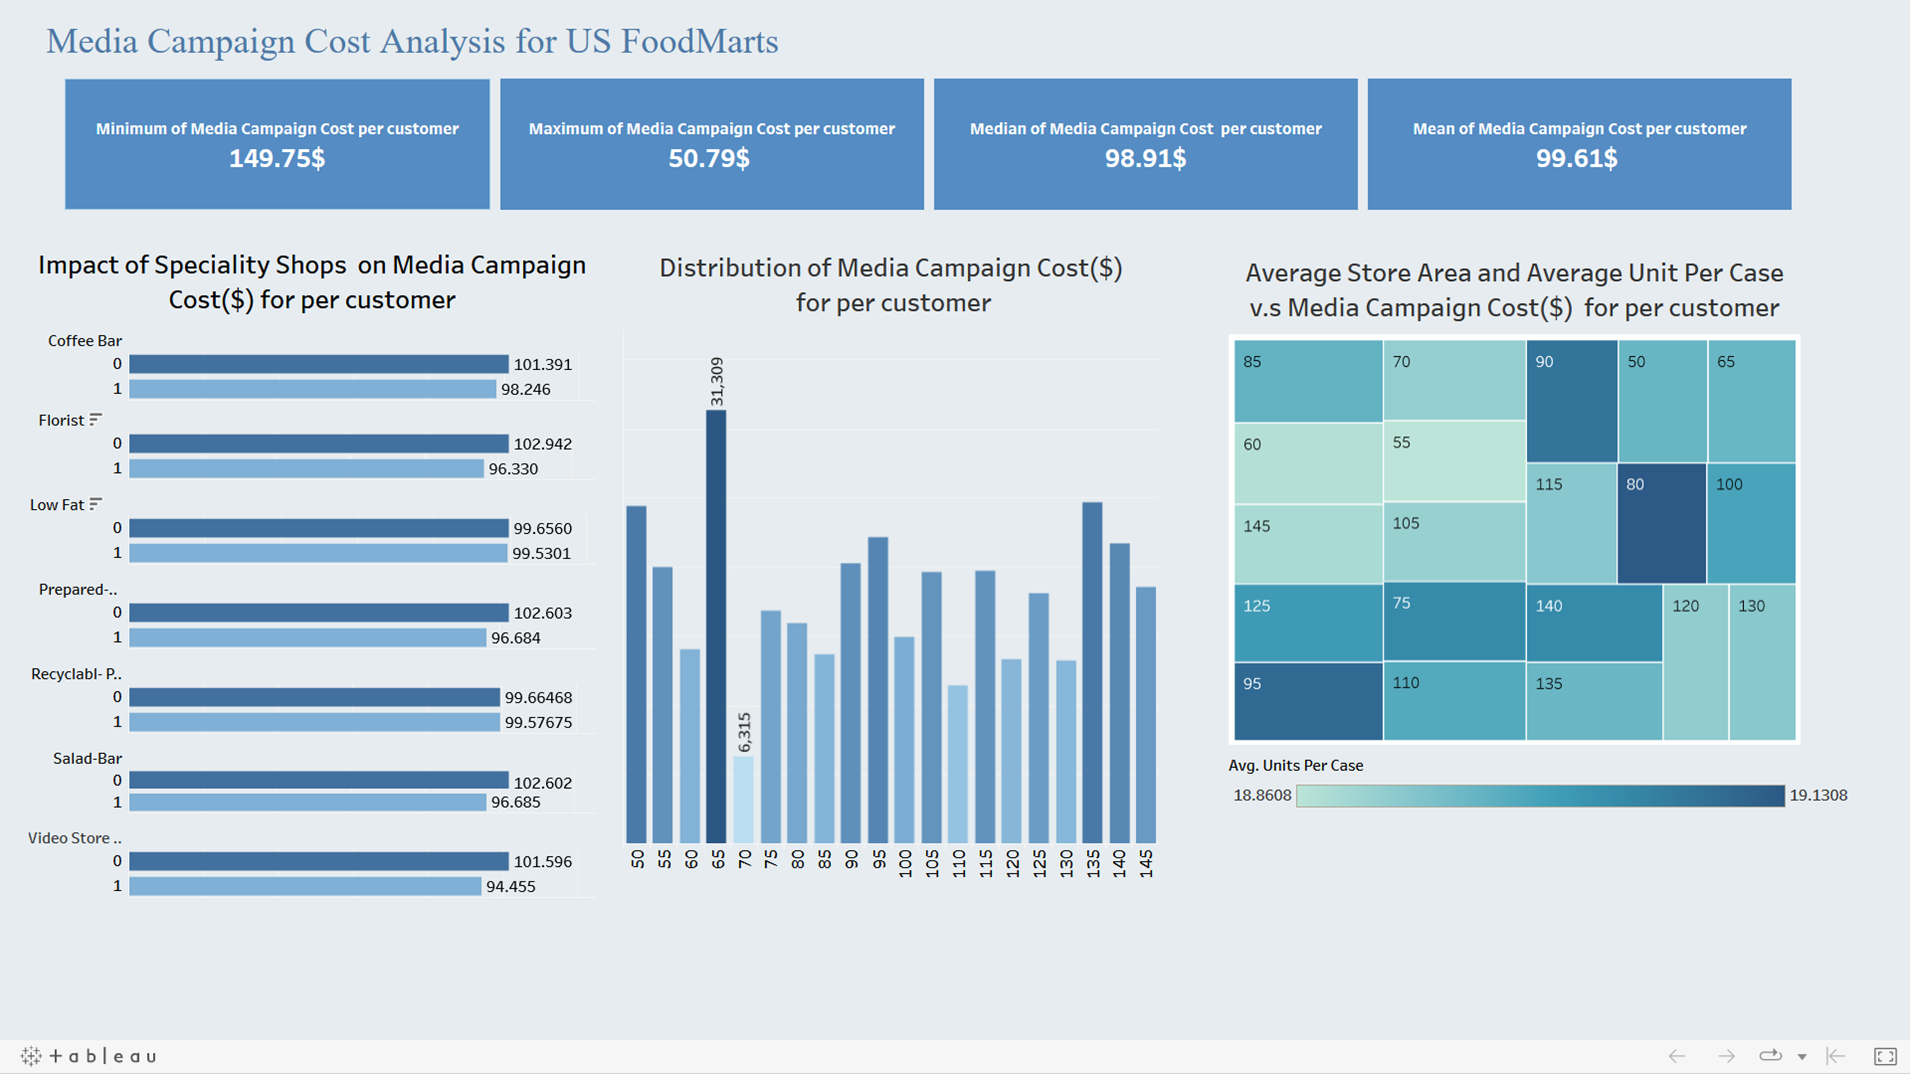 Media Campaign Cost Analysis for US FoodMarts
Minimum of Media Campaign Cost per customer
149.75$
Maximum of Media Campaign Cost per customer
50.79$
Median of Media Campaign Cost  per customer
98.91$
Mean of Media Campaign Cost per customer
99.61$
Impact of Speciality Shops  on Media Campaign
Cost($) for per customer
Coffee Bar
0 101.391
1 98.246
Florist
0 102.942
1 96.330
Low Fat
0 99.6560
1 99.5301
Prepared-..
0 102.603
1 96.684
Recyclabl- P..
0 99.66468
1 99.57675
Salad-Bar
0 102.602
1 96.685
Video Store ..
0 101.596
1 94.455
Distribution of Media Campaign Cost($)
for per customer
31,309
6,315
50 55 60 65 70 75 80 85 90 95 100 105 110 115 120 125 130 135 140 145
Average Store Area and Average Unit Per Case
v.s Media Campaign Cost($)  for per customer
85 70 90 50 65
60 55
115 80 100
145 105
125 75 140 120 130
95 110 135
Avg. Units Per Case
18.8608 19.1308
+ableau